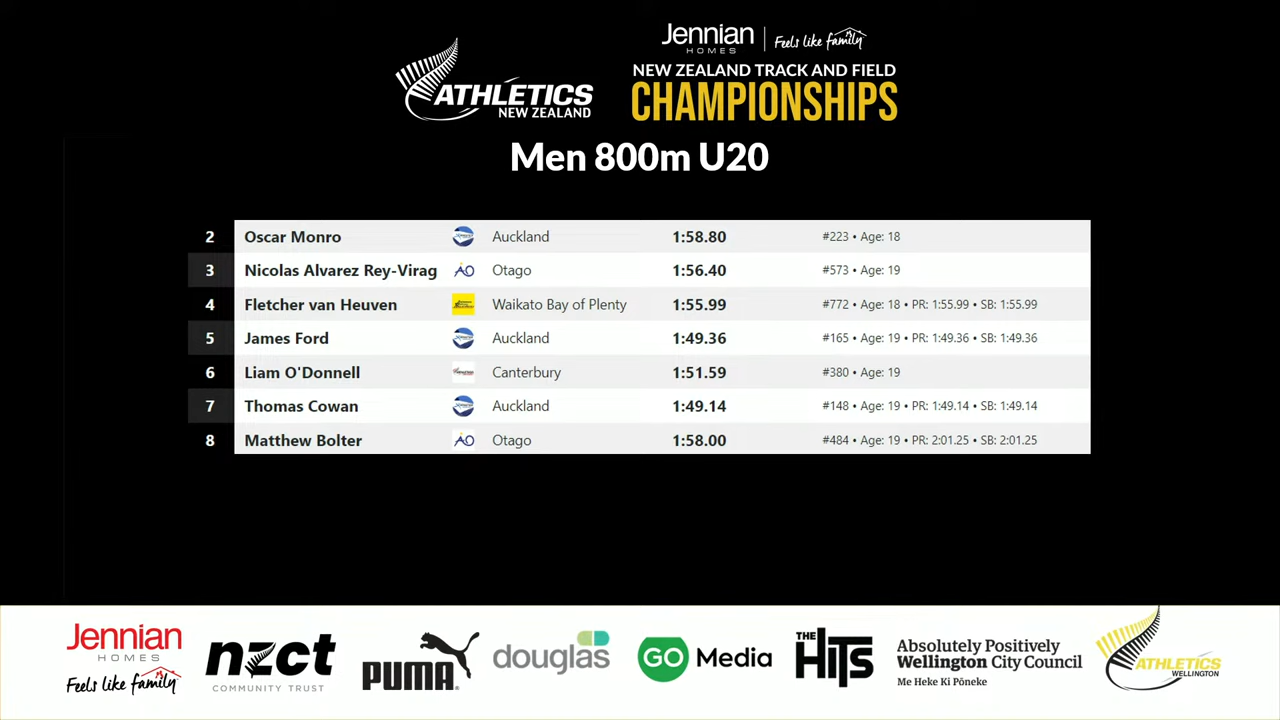 Jennian
HOMES
Feels like family
ATHLETICS
NEW ZEALAND
NEW ZEALAND TRACK AND FIELD
CHAMPIONSHIPS
Men 800m U20
2 Oscar Monro Auckland 1:58.80 #223 • Age: 18
3 Nicolas Alvarez Rey-Virag AO Otago 1:56.40 #573 • Age: 19
4 Fletcher van Heuven Waikato Bay of Plenty 1:55.99 #772 • Age: 18 • PR: 1:55.99 • SB: 1:55.99
5 James Ford Auckland 1:49.36 #165 • Age: 19 • PR: 1:49.36 • SB: 1:49.36
6 Liam O'Donnell Canterbury 1:51.59 #380 • Age: 19
7 Thomas Cowan Auckland 1:49.14 #148 • Age: 19 • PR: 1:49.14 • SB: 1:49.14
8 Matthew Bolter AO Otago 1:58.00 #484 • Age: 19 • PR: 2:01.25 • SB: 2:01.25
Jennian
HOMES
Feels like family
nzct
COMMUNITY TRUST
PUMA
douglas
GO Media
THE HITS
Absolutely Positively
Wellington City Council
Me Heke Ki Pōneke
ATHLETICS
WELLINGTON